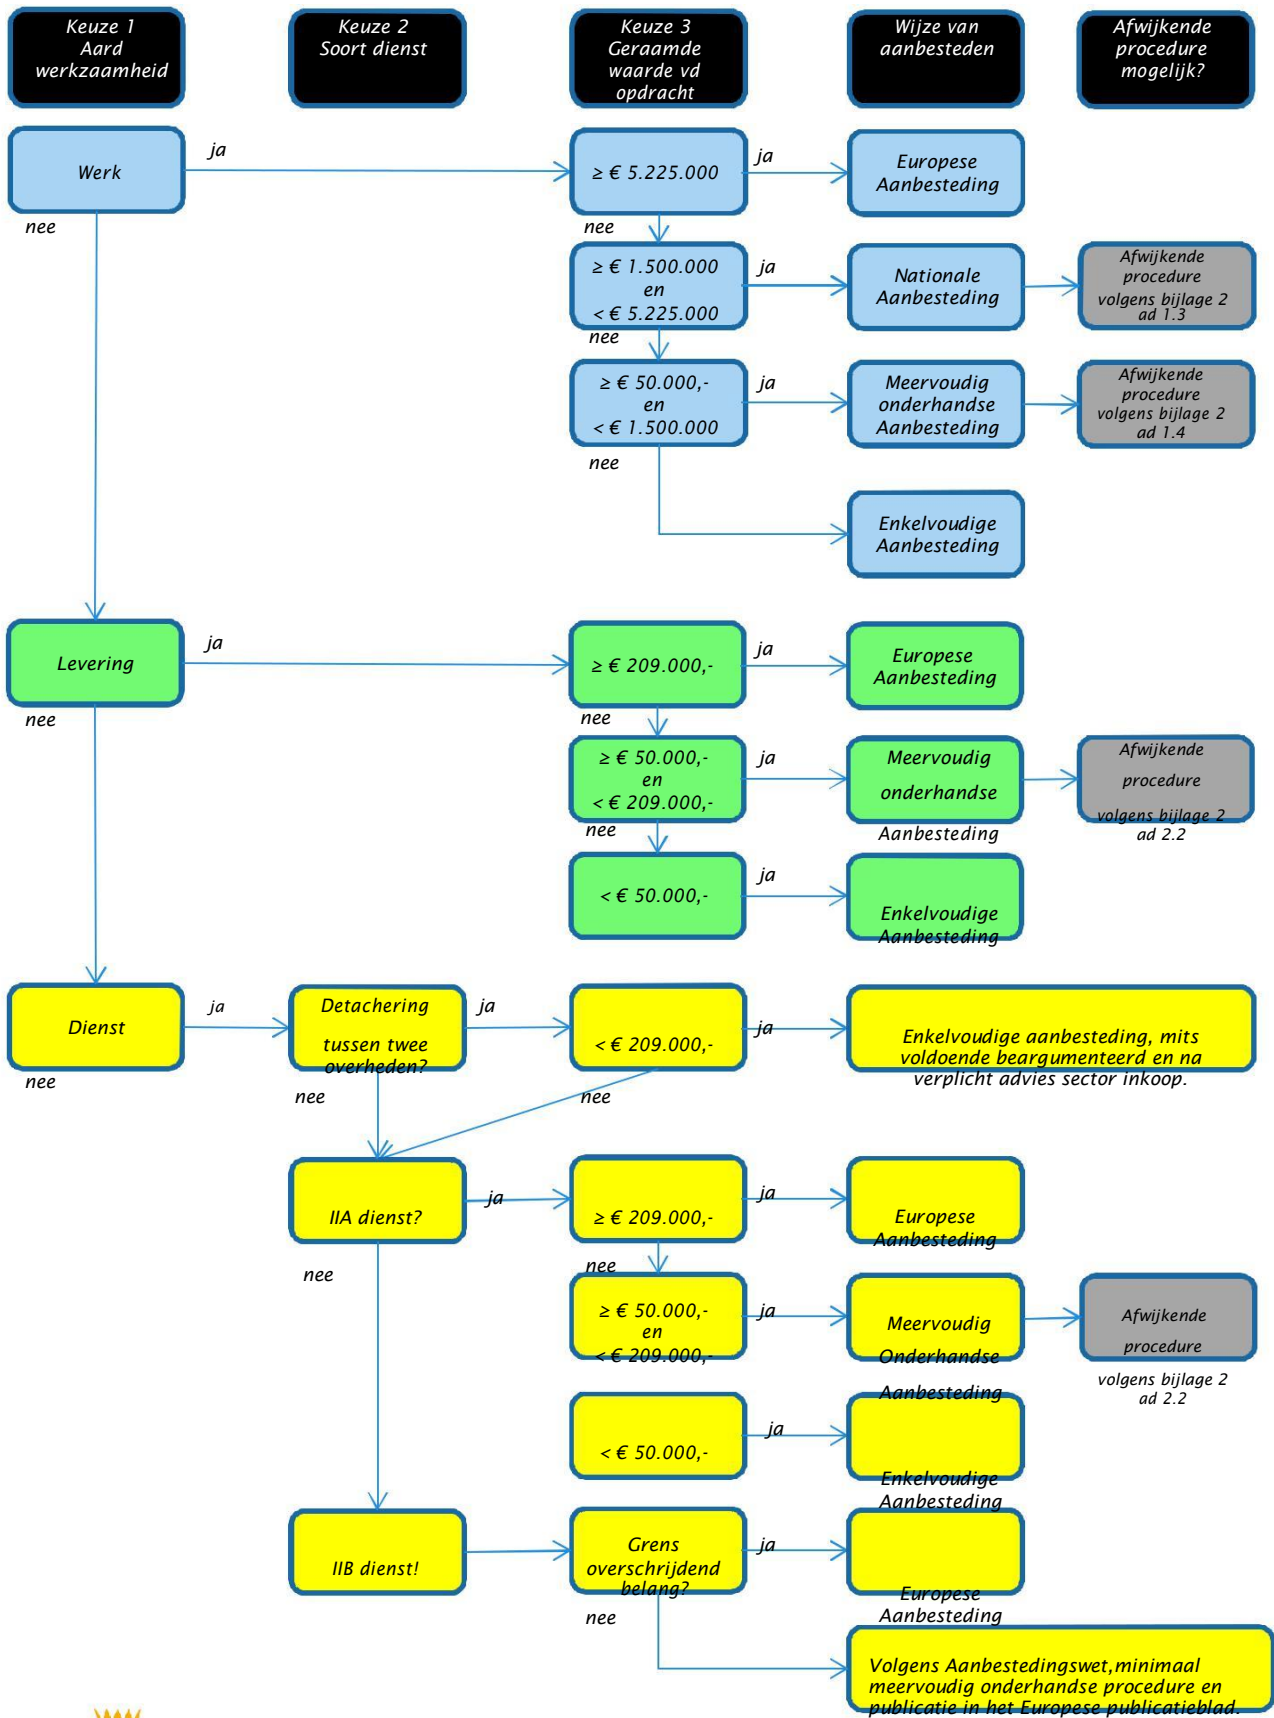 Keuze 1
Aard
werkzaamheid
Keuze 2
Soort dienst
Keuze 3
Geraamde
waarde vd
opdracht
Wijze van
aanbesteden
Afwijkende
procedure
mogelijk?
Werk
ja
nee
≥ € 5.225.000
ja
nee
Europese
Aanbesteding
≥ € 1.500.000
en
< € 5.225.000
ja
nee
Nationale
Aanbesteding
Afwijkende
procedure
volgens bijlage 2
ad 1.3
≥ € 50.000,-
en
< € 1.500.000
ja
nee
Meervoudig
onderhandse
Aanbesteding
Afwijkende
procedure
volgens bijlage 2
ad 1.4
Enkelvoudige
Aanbesteding
Levering
ja
nee
≥ € 209.000,-
ja
nee
Europese
Aanbesteding
≥ € 50.000,-
en
< € 209.000,-
ja
nee
Meervoudig
onderhandse
Aanbesteding
Afwijkende
procedure
volgens bijlage 2
ad 2.2
< € 50.000,-
ja
Enkelvoudige
Aanbesteding
Dienst
ja
nee
Detachering
tussen twee
overheden?
ja
nee
< € 209.000,-
ja
nee
Enkelvoudige aanbesteding, mits
voldoende beargumenteerd en na
verplicht advies sector inkoop.
IIA dienst?
ja
nee
≥ € 209.000,-
ja
nee
Europese
Aanbesteding
≥ € 50.000,-
en
< € 209.000,-
ja
Meervoudig
Onderhandse
Aanbesteding
Afwijkende
procedure
volgens bijlage 2
ad 2.2
< € 50.000,-
ja
Enkelvoudige
Aanbesteding
IIB dienst!
Grens
overschrijdend
belang?
ja
nee
Europese
Aanbesteding
Volgens Aanbestedingswet,minimaal
meervoudig onderhandse procedure en
publicatie in het Europese publicatieblad.